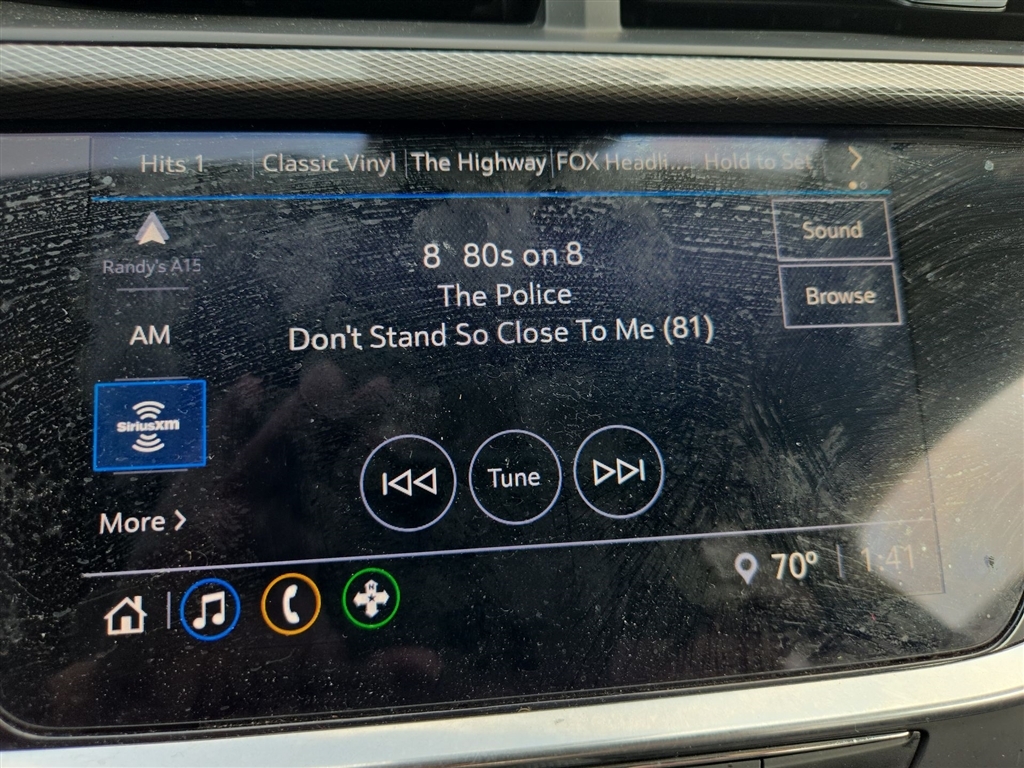 Hits 1
Classic Vinyl
The Highway
FOX Headli...
Hold to Set
Randy's A15
8 80s on 8
Sound
The Police
Browse
AM
Don't Stand So Close To Me (81)
SiriusXM
Tune
More
70° 1:41
N